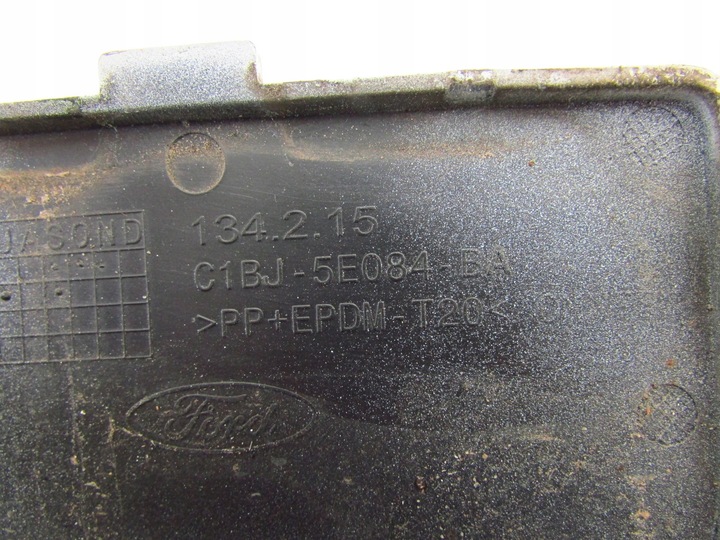 JASOND
134.2.15
C1BJ-5E084-BA
>PP+EPDM-T20<
Ford